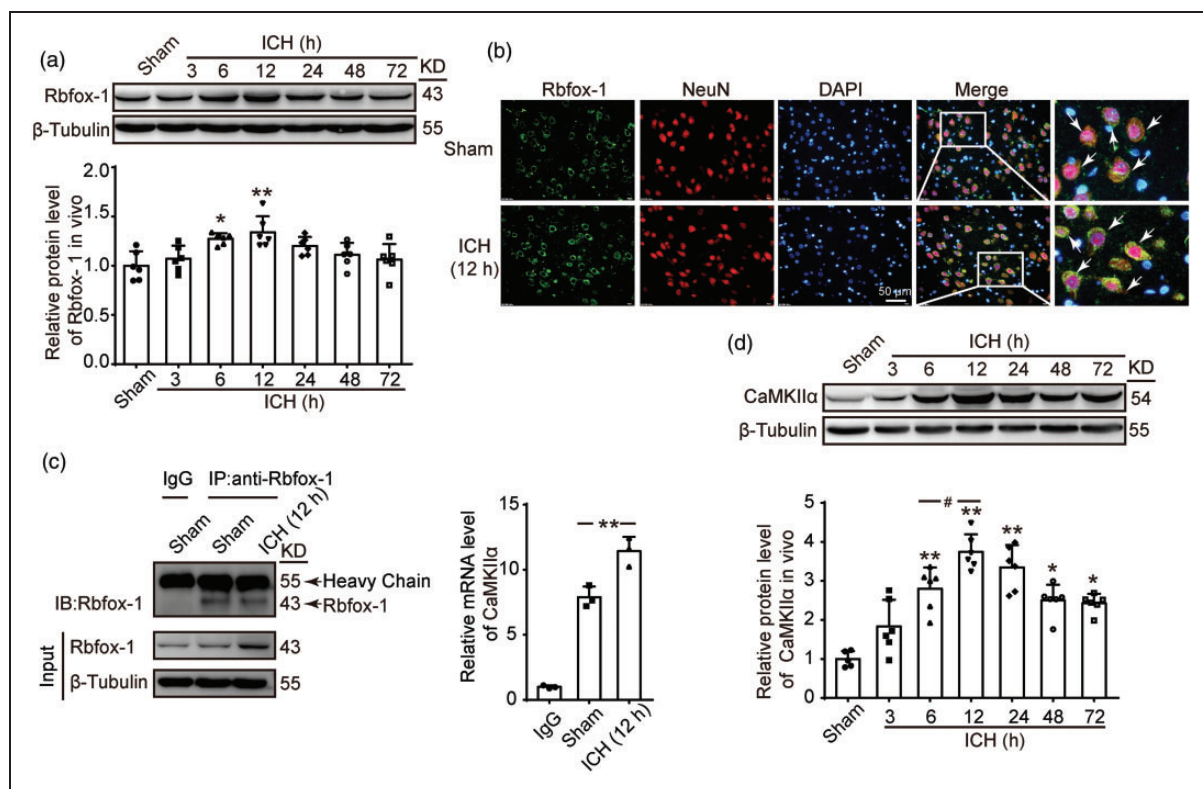 (a)
ICH (h)
Sham 3 6 12 24 48 72 KD
Rbfox-1 43
β-Tubulin 55
Relative protein level
of Rbfox- 1 in vivo
2.0
1.5
1.0
0.5
0.0
* **
Sham 3 6 12 24 48 72
ICH (h)
(b)
Rbfox-1 NeuN DAPI Merge
Sham
ICH
(12 h)
50 μm
(c)
IgG IP:anti-Rbfox-1
Sham Sham ICH (12 h) KD
55 Heavy Chain
IB:Rbfox-1 43 Rbfox-1
Input
Rbfox-1 43
β-Tubulin 55
Relative mRNA level
of CaMKIIα
15
10
5
0
**
IgG Sham ICH (12 h)
(d)
ICH (h)
Sham 3 6 12 24 48 72 KD
CaMKIIα 54
β-Tubulin 55
Relative protein level
of CaMKIIα in vivo
5
4
3
2
1
0
#
** ** ** * *
Sham 3 6 12 24 48 72
ICH (h)